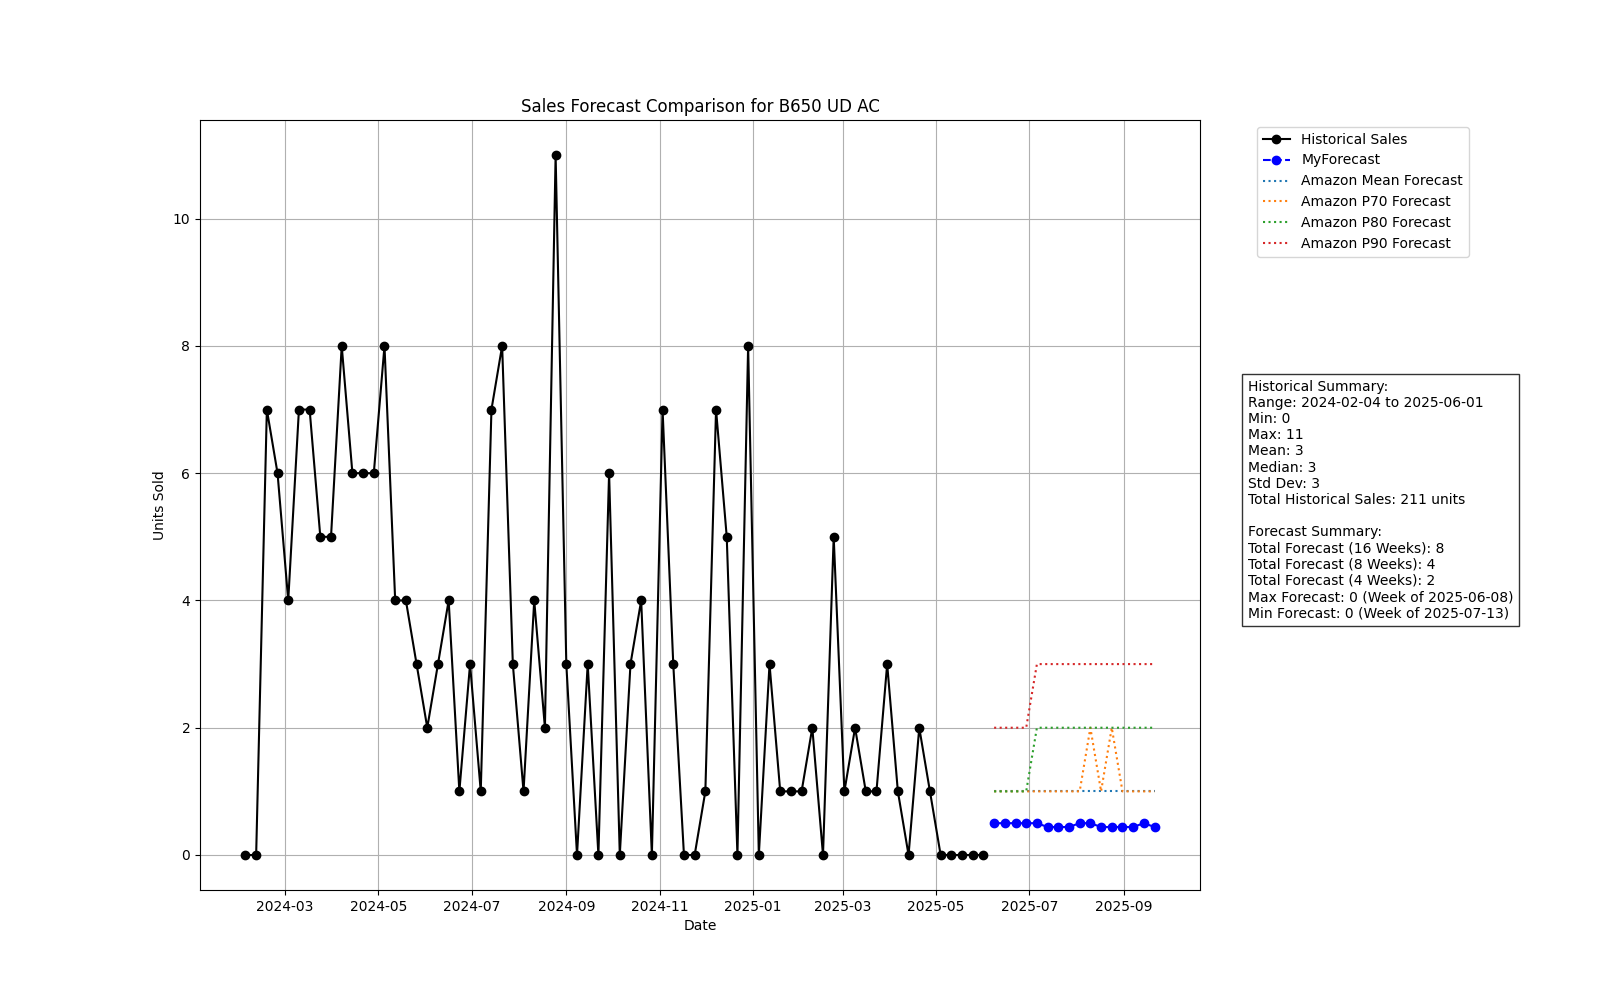 Sales Forecast Comparison for B650 UD AC
Units Sold
10
8
6
4
2
0
2024-03
2024-05
2024-07
2024-09
2024-11
2025-01
2025-03
2025-05
2025-07
2025-09
Date
Historical Sales
MyForecast
Amazon Mean Forecast
Amazon P70 Forecast
Amazon P80 Forecast
Amazon P90 Forecast
Historical Summary:
Range: 2024-02-04 to 2025-06-01
Min: 0
Max: 11
Mean: 3
Median: 3
Std Dev: 3
Total Historical Sales: 211 units
Forecast Summary:
Total Forecast (16 Weeks): 8
Total Forecast (8 Weeks): 4
Total Forecast (4 Weeks): 2
Max Forecast: 0 (Week of 2025-06-08)
Min Forecast: 0 (Week of 2025-07-13)